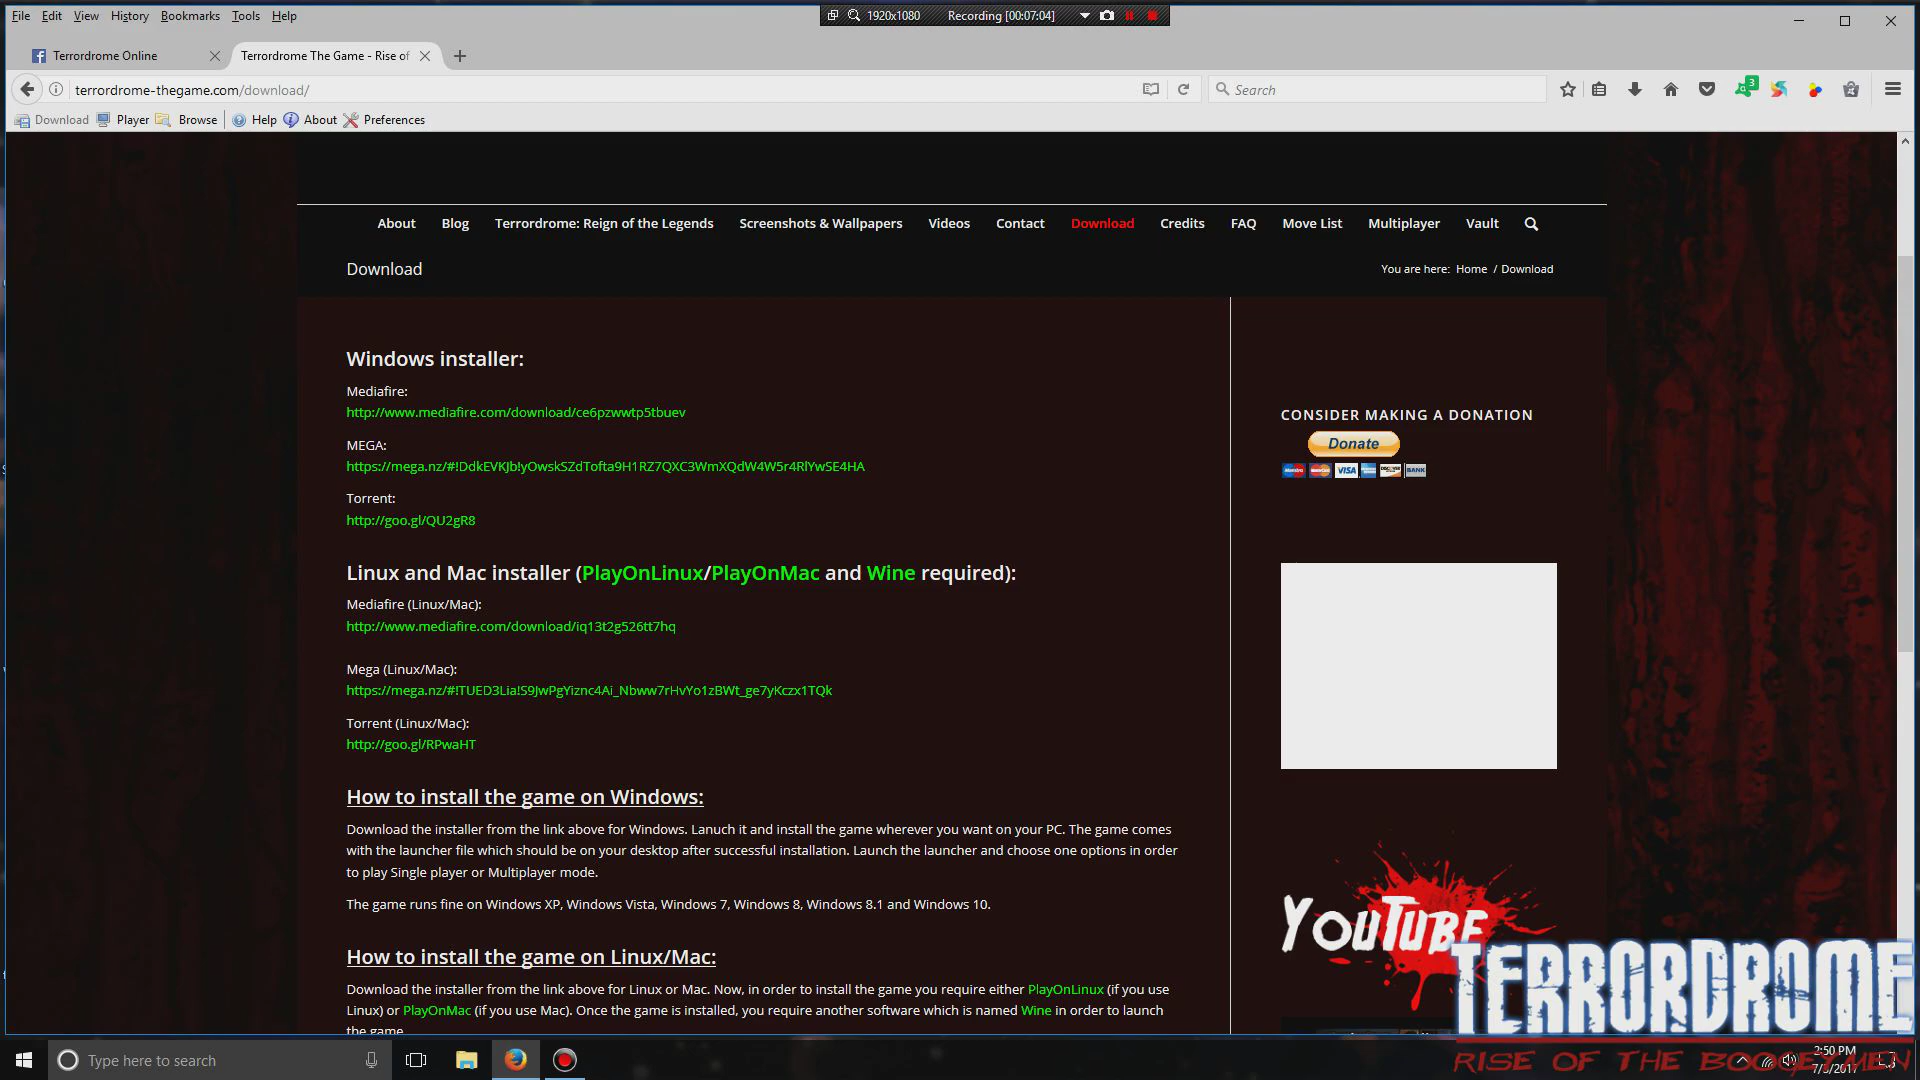 File Edit View History Bookmarks Tools Help
1920x1080 Recording [00:07:04]
Terrordrome Online
Terrordrome The Game - Rise of
terrordrome-thegame.com/download/
Search
3
Download Player Browse Help About Preferences
About Blog Terrordrome: Reign of the Legends Screenshots & Wallpapers Videos Contact Download Credits FAQ Move List Multiplayer Vault
Download
You are here: Home / Download
Windows installer:
Mediafire:
http://www.mediafire.com/download/ce6pzwwtp5tbuev
MEGA:
https://mega.nz/#!DdkEVKJb!yOwskSZdTofta9H1RZ7QXC3WmXQdW4W5r4RlYwSE4HA
Torrent:
http://goo.gl/QU2gR8
Linux and Mac installer (PlayOnLinux/PlayOnMac and Wine required):
Mediafire (Linux/Mac):
http://www.mediafire.com/download/iq13t2g526tt7hq
Mega (Linux/Mac):
https://mega.nz/#!TUED3Lia!S9JwPgYiznc4Ai_Nbww7rHvYo1zBWt_ge7yKczx1TQk
Torrent (Linux/Mac):
http://goo.gl/RPwaHT
How to install the game on Windows:
Download the installer from the link above for Windows. Lanuch it and install the game wherever you want on your PC. The game comes
with the launcher file which should be on your desktop after successful installation. Launch the launcher and choose one options in order
to play Single player or Multiplayer mode.
The game runs fine on Windows XP, Windows Vista, Windows 7, Windows 8, Windows 8.1 and Windows 10.
How to install the game on Linux/Mac:
Download the installer from the link above for Linux or Mac. Now, in order to install the game you require either PlayOnLinux (if you use
Linux) or PlayOnMac (if you use Mac). Once the game is installed, you require another software which is named Wine in order to launch
the game
CONSIDER MAKING A DONATION
Donate
Maestro VISA BANK
YouTube
TERRORDROME
RISE OF THE BOOGEYMEN
Type here to search
2:50 PM